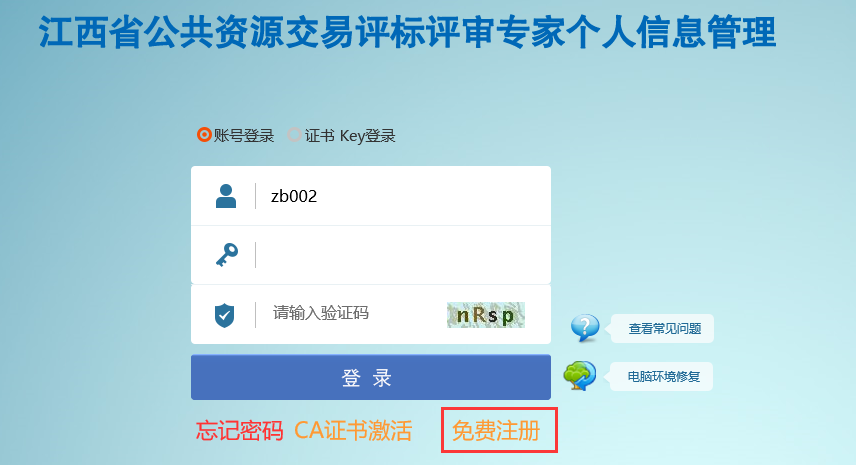 江西省公共资源交易评标评审专家个人信息管理
账号登录 证书 Key登录
zb002
请输入验证码 nRsp
查看常见问题
登 录
电脑环境修复
忘记密码 CA证书激活 免费注册